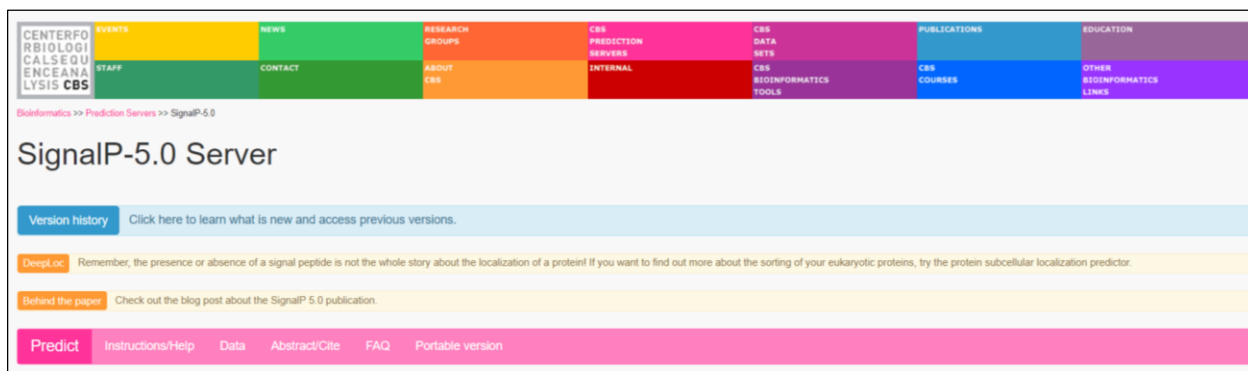 CENTERFO
RBIOLOGI
CALSEQU
ENCEANA
LYSIS CBS
EVENTS
NEWS
RESEARCH
GROUPS
CBS
PREDICTION
SERVERS
CBS
DATA
SETS
PUBLICATIONS
EDUCATION
STAFF
CONTACT
ABOUT
CBS
INTERNAL
CBS
BIOINFORMATICS
TOOLS
CBS
COURSES
OTHER
BIOINFORMATICS
LINKS
Bioinformatics >> Prediction Servers >> SignalP-5.0
SignalP-5.0 Server
Version history Click here to learn what is new and access previous versions.
DeepLoc Remember, the presence or absence of a signal peptide is not the whole story about the localization of a protein! If you want to find out more about the sorting of your eukaryotic proteins, try the protein subcellular localization predictor.
Behind the paper Check out the blog post about the SignalP 5.0 publication.
Predict Instructions/Help Data Abstract/Cite FAQ Portable version